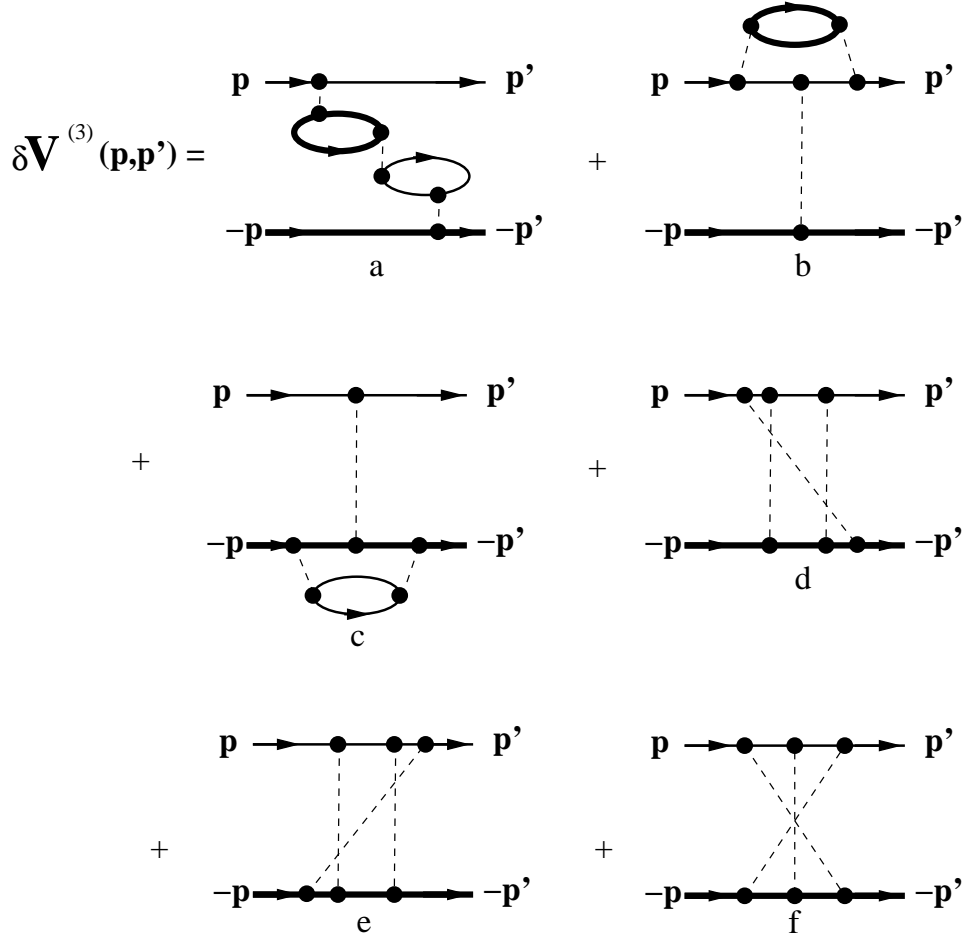 p p' p p'
δV (3) (p,p') = +
−p −p' −p −p'
a b
p p' p p'
+ +
−p −p' −p −p'
c d
p p' p p'
+ +
−p −p' −p −p'
e f